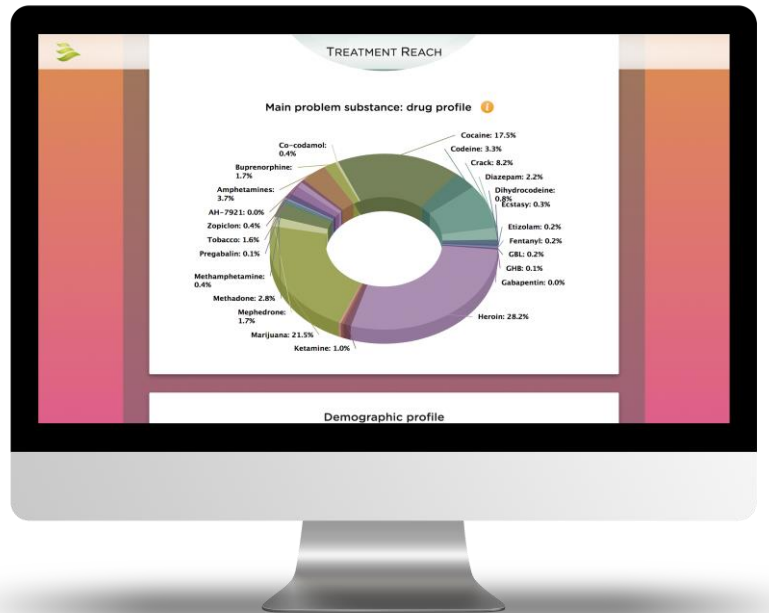 TREATMENT REACH
Main problem substance: drug profile i
Co-codamol:
0.4%
Buprenorphine:
1.7%
Amphetamines:
3.7%
AH-7921: 0.0%
Zopiclon: 0.4%
Tobacco: 1.6%
Pregabalin: 0.1%
Methamphetamine:
0.4%
Methadone: 2.8%
Mephedrone:
1.7%
Marijuana: 21.5%
Ketamine: 1.0%
Cocaine: 17.5%
Codeine: 3.3%
Crack: 8.2%
Diazepam: 2.2%
Dihydrocodeine:
0.8%
Ecstasy: 0.3%
Etizolam: 0.2%
Fentanyl: 0.2%
GBL: 0.2%
GHB: 0.1%
Gabapentin: 0.0%
Heroin: 28.2%
Demographic profile